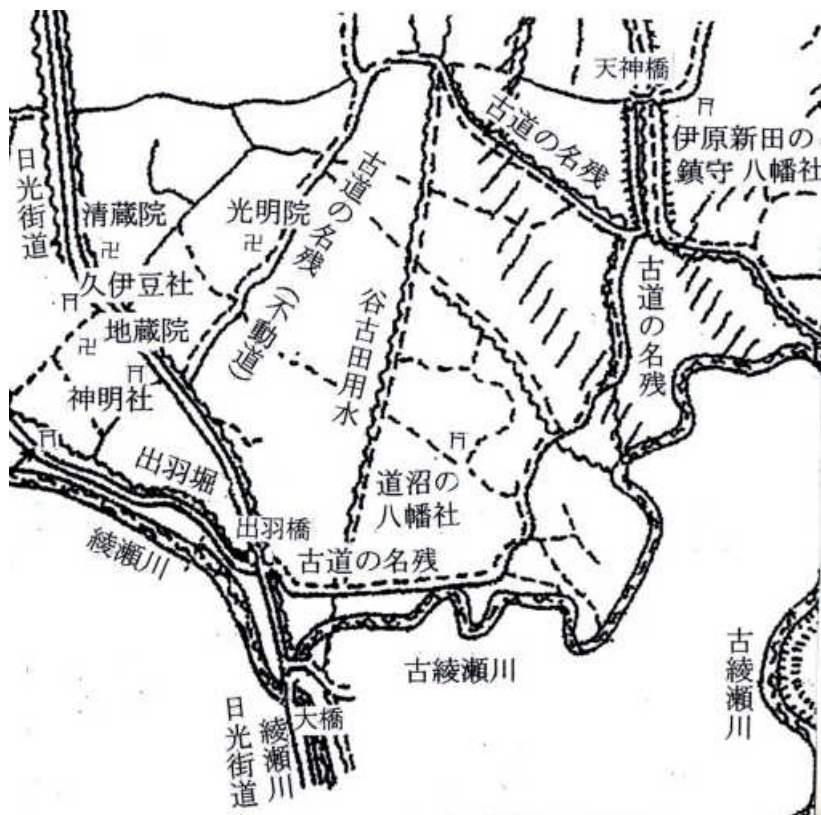 天神橋
古道の名残
伊原新田の
鎮守 八幡社
日光街道
清蔵院
光明院
古道の名残(不動道)
久伊豆社
地蔵院
神明社
谷古田用水
古道の名残
出羽堀
道沼の
八幡社
綾瀬川
出羽橋
古道の名残
古綾瀬川
古綾瀬川
大橋
綾瀬川
日光街道